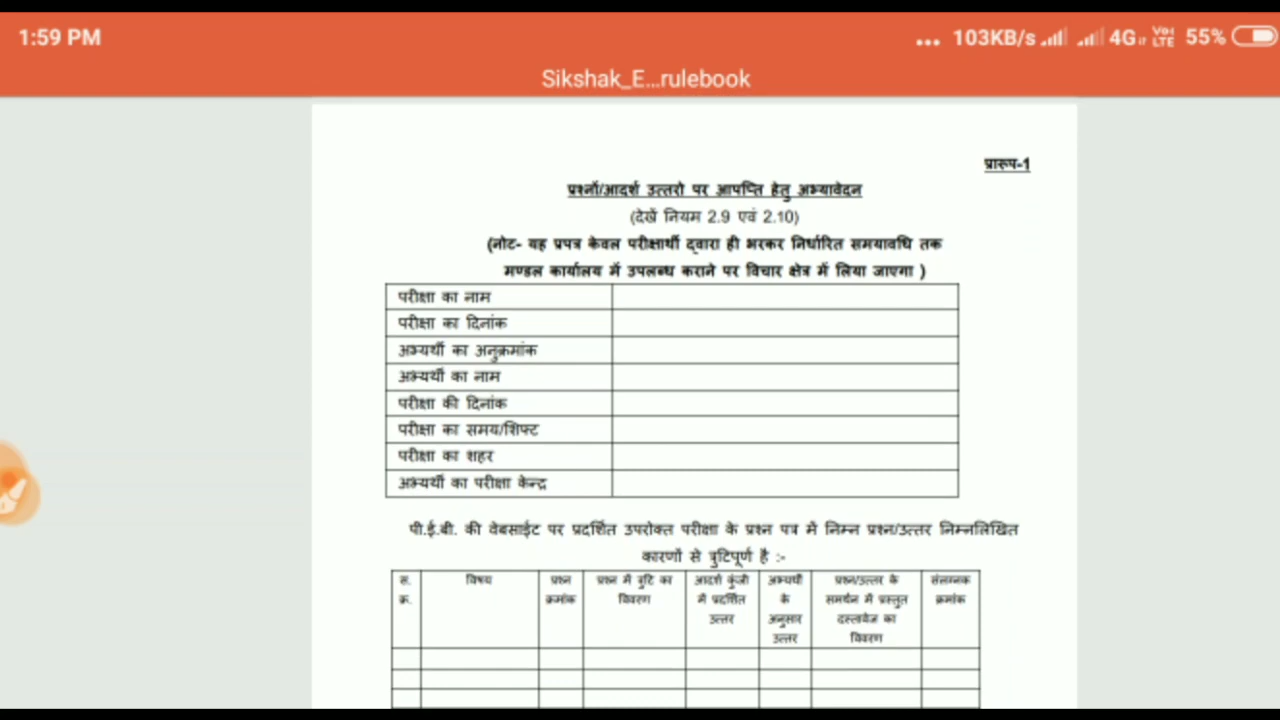 1:59 PM
... 103KB/s 4G VoLTE 55%
Sikshak_E...rulebook
प्रारूप-1
प्रश्नों/आदर्श उत्तरो पर आपप्ति हेतु अभ्यावेदन
(देखें नियम 2.9 एवं 2.10)
(नोट- यह प्रपत्र केवल परीक्षार्थी द्वारा ही भरकर निर्धारित समयावधि तक
मण्डल कार्यालय में उपलब्ध कराने पर विचार क्षेत्र में लिया जाएगा )
परीक्षा का नाम
परीक्षा का दिनांक
अभ्यर्थी का अनुक्रमांक
अभ्यर्थी का नाम
परीक्षा की दिनांक
परीक्षा का समय/शिफ्ट
परीक्षा का शहर
अभ्यर्थी का परीक्षा केन्द्र
पी.ई.बी. की वेबसाईट पर प्रदर्शित उपरोक्त परीक्षा के प्रश्न पत्र में निम्न प्रश्न/उत्तर निम्नलिखित
कारणों से त्रुटिपूर्ण है :-
स. विषय प्रश्न प्रश्न में त्रुटि का आदर्श कुंजी अभ्यर्थी प्रश्न/उत्तर के संलग्नक
क्र. क्रमांक विवरण में प्रदर्शित के समर्थन में प्रस्तुत क्रमांक
उत्तर अनुसार दस्तावेज का
उत्तर विवरण